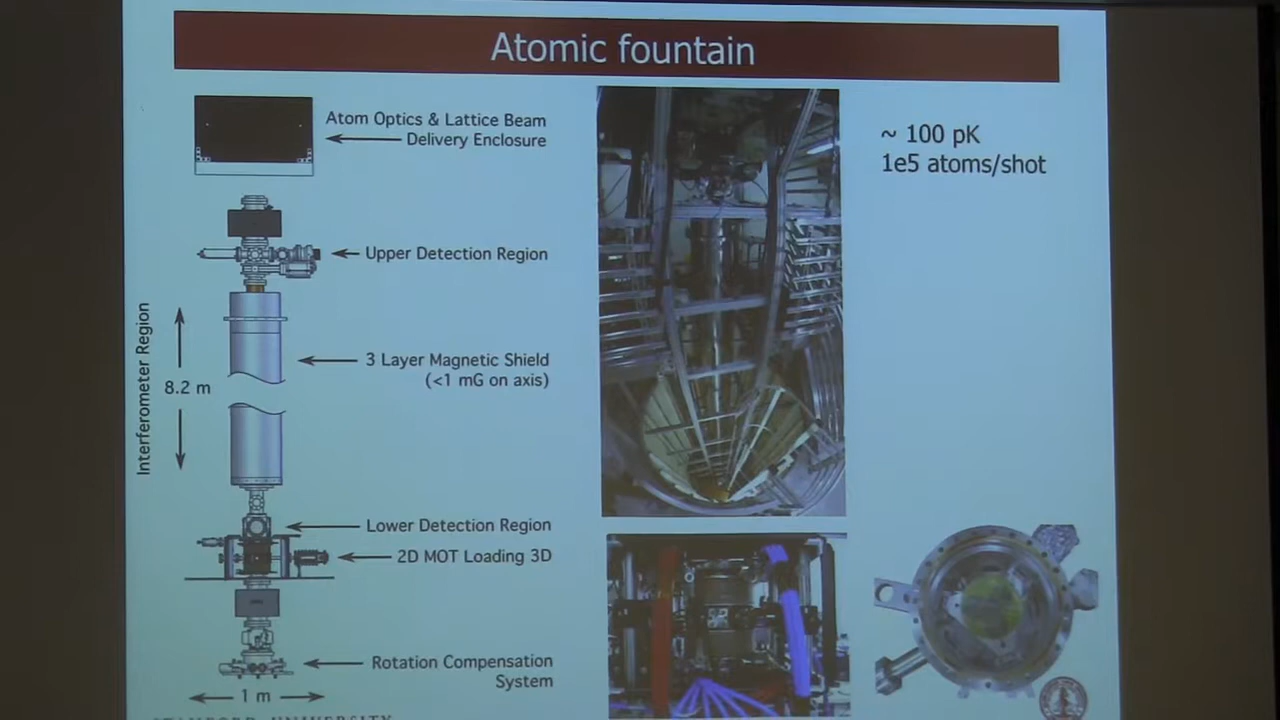 Atomic fountain
Atom Optics & Lattice Beam
Delivery Enclosure
~ 100 pK
1e5 atoms/shot
Upper Detection Region
Interferometer Region
8.2 m
3 Layer Magnetic Shield
(<1 mG on axis)
Lower Detection Region
2D MOT Loading 3D
Rotation Compensation
System
1 m
STANFORD UNIVERSITY